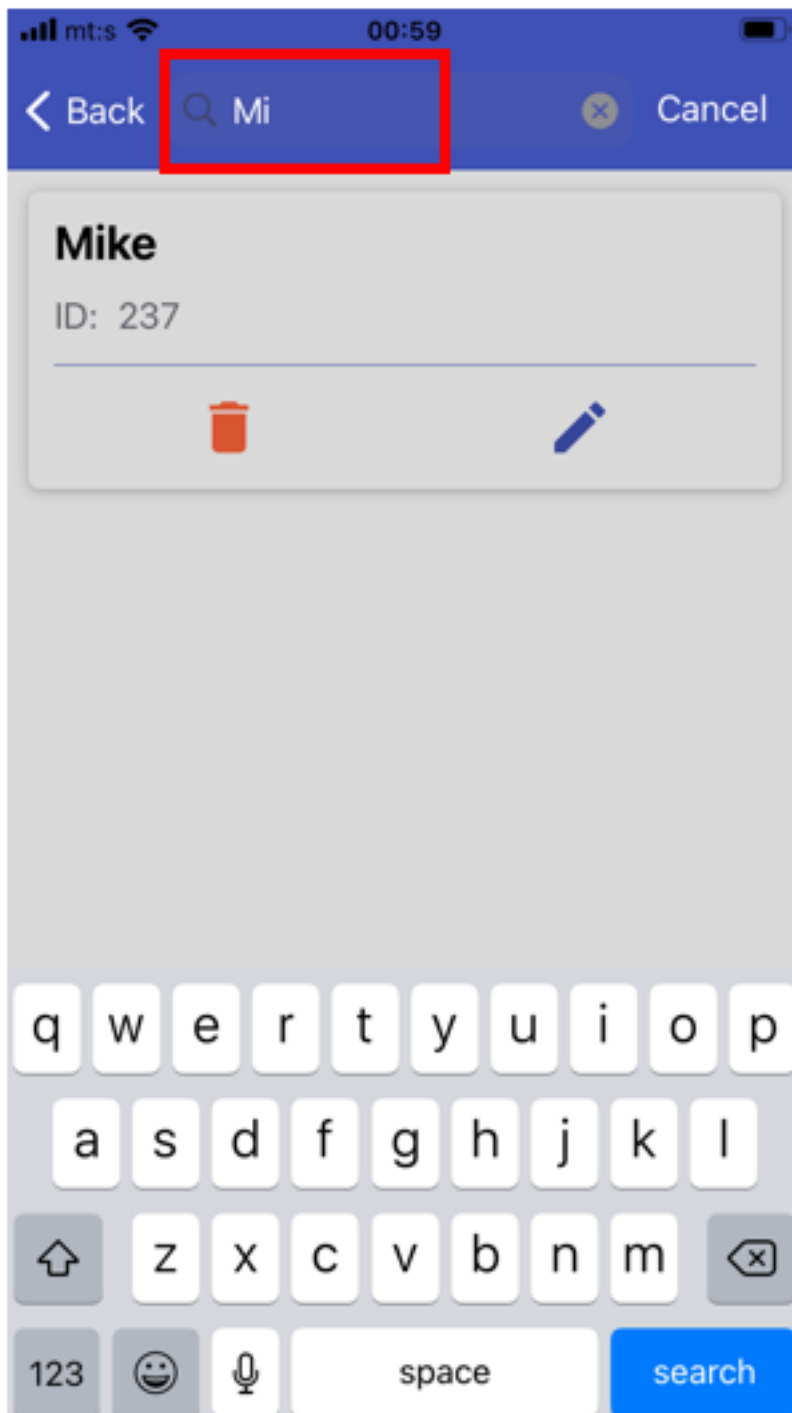 mt:s 00:59
Back Mi Cancel
Mike
ID: 237
q w e r t y u i o p
a s d f g h j k l
z x c v b n m
123 space search